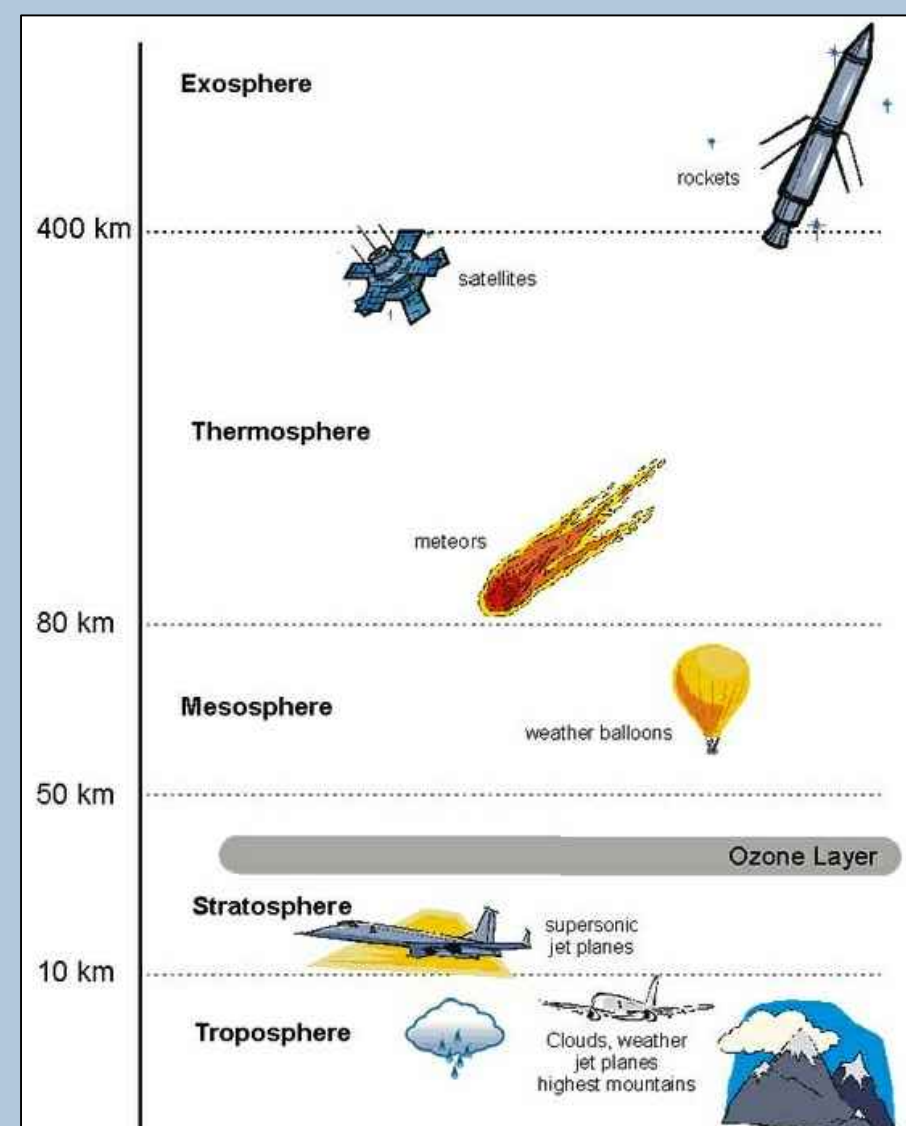 Exosphere
rockets
400 km
satellites
Thermosphere
meteors
80 km
Mesosphere
weather balloons
50 km
Ozone Layer
Stratosphere
supersonic
jet planes
10 km
Troposphere
Clouds, weather
jet planes
highest mountains